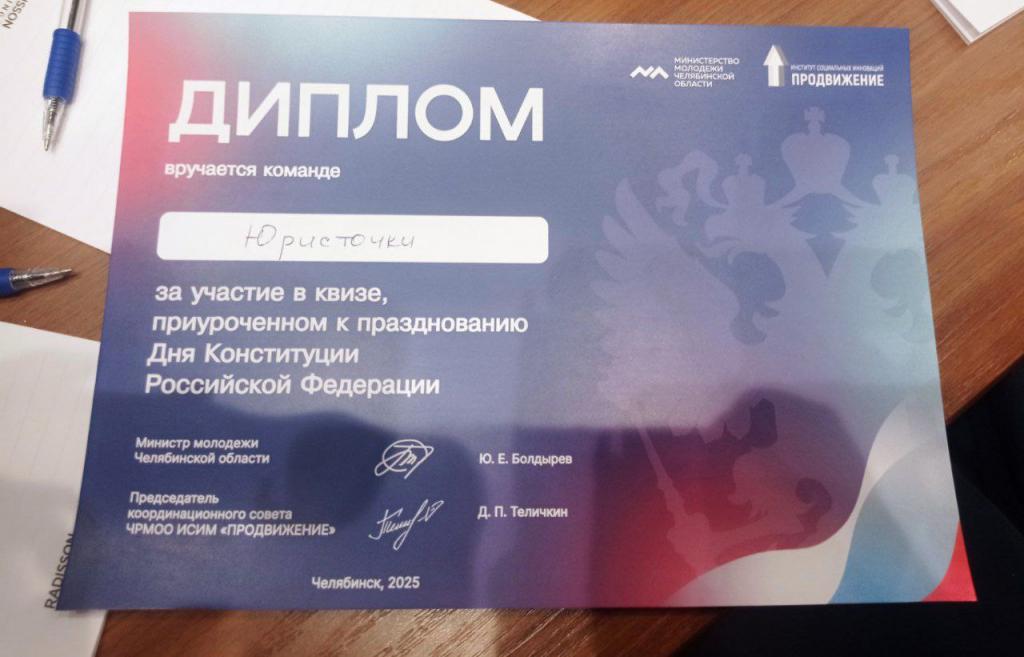 МИНИСТЕРСТВО
МОЛОДЕЖИ
ЧЕЛЯБИНСКОЙ
ОБЛАСТИ
ИНСТИТУТ СОЦИАЛЬНЫХ ИННОВАЦИЙ
ПРОДВИЖЕНИЕ
ДИПЛОМ
вручается команде
Юристочки
за участие в квизе,
приуроченном к празднованию
Дня Конституции
Российской Федерации
Министр молодежи
Челябинской области
Ю. Е. Болдырев
Председатель
координационного совета
ЧРМОО ИСИМ «ПРОДВИЖЕНИЕ»
Д. П. Теличкин
Челябинск, 2025
RADISSON